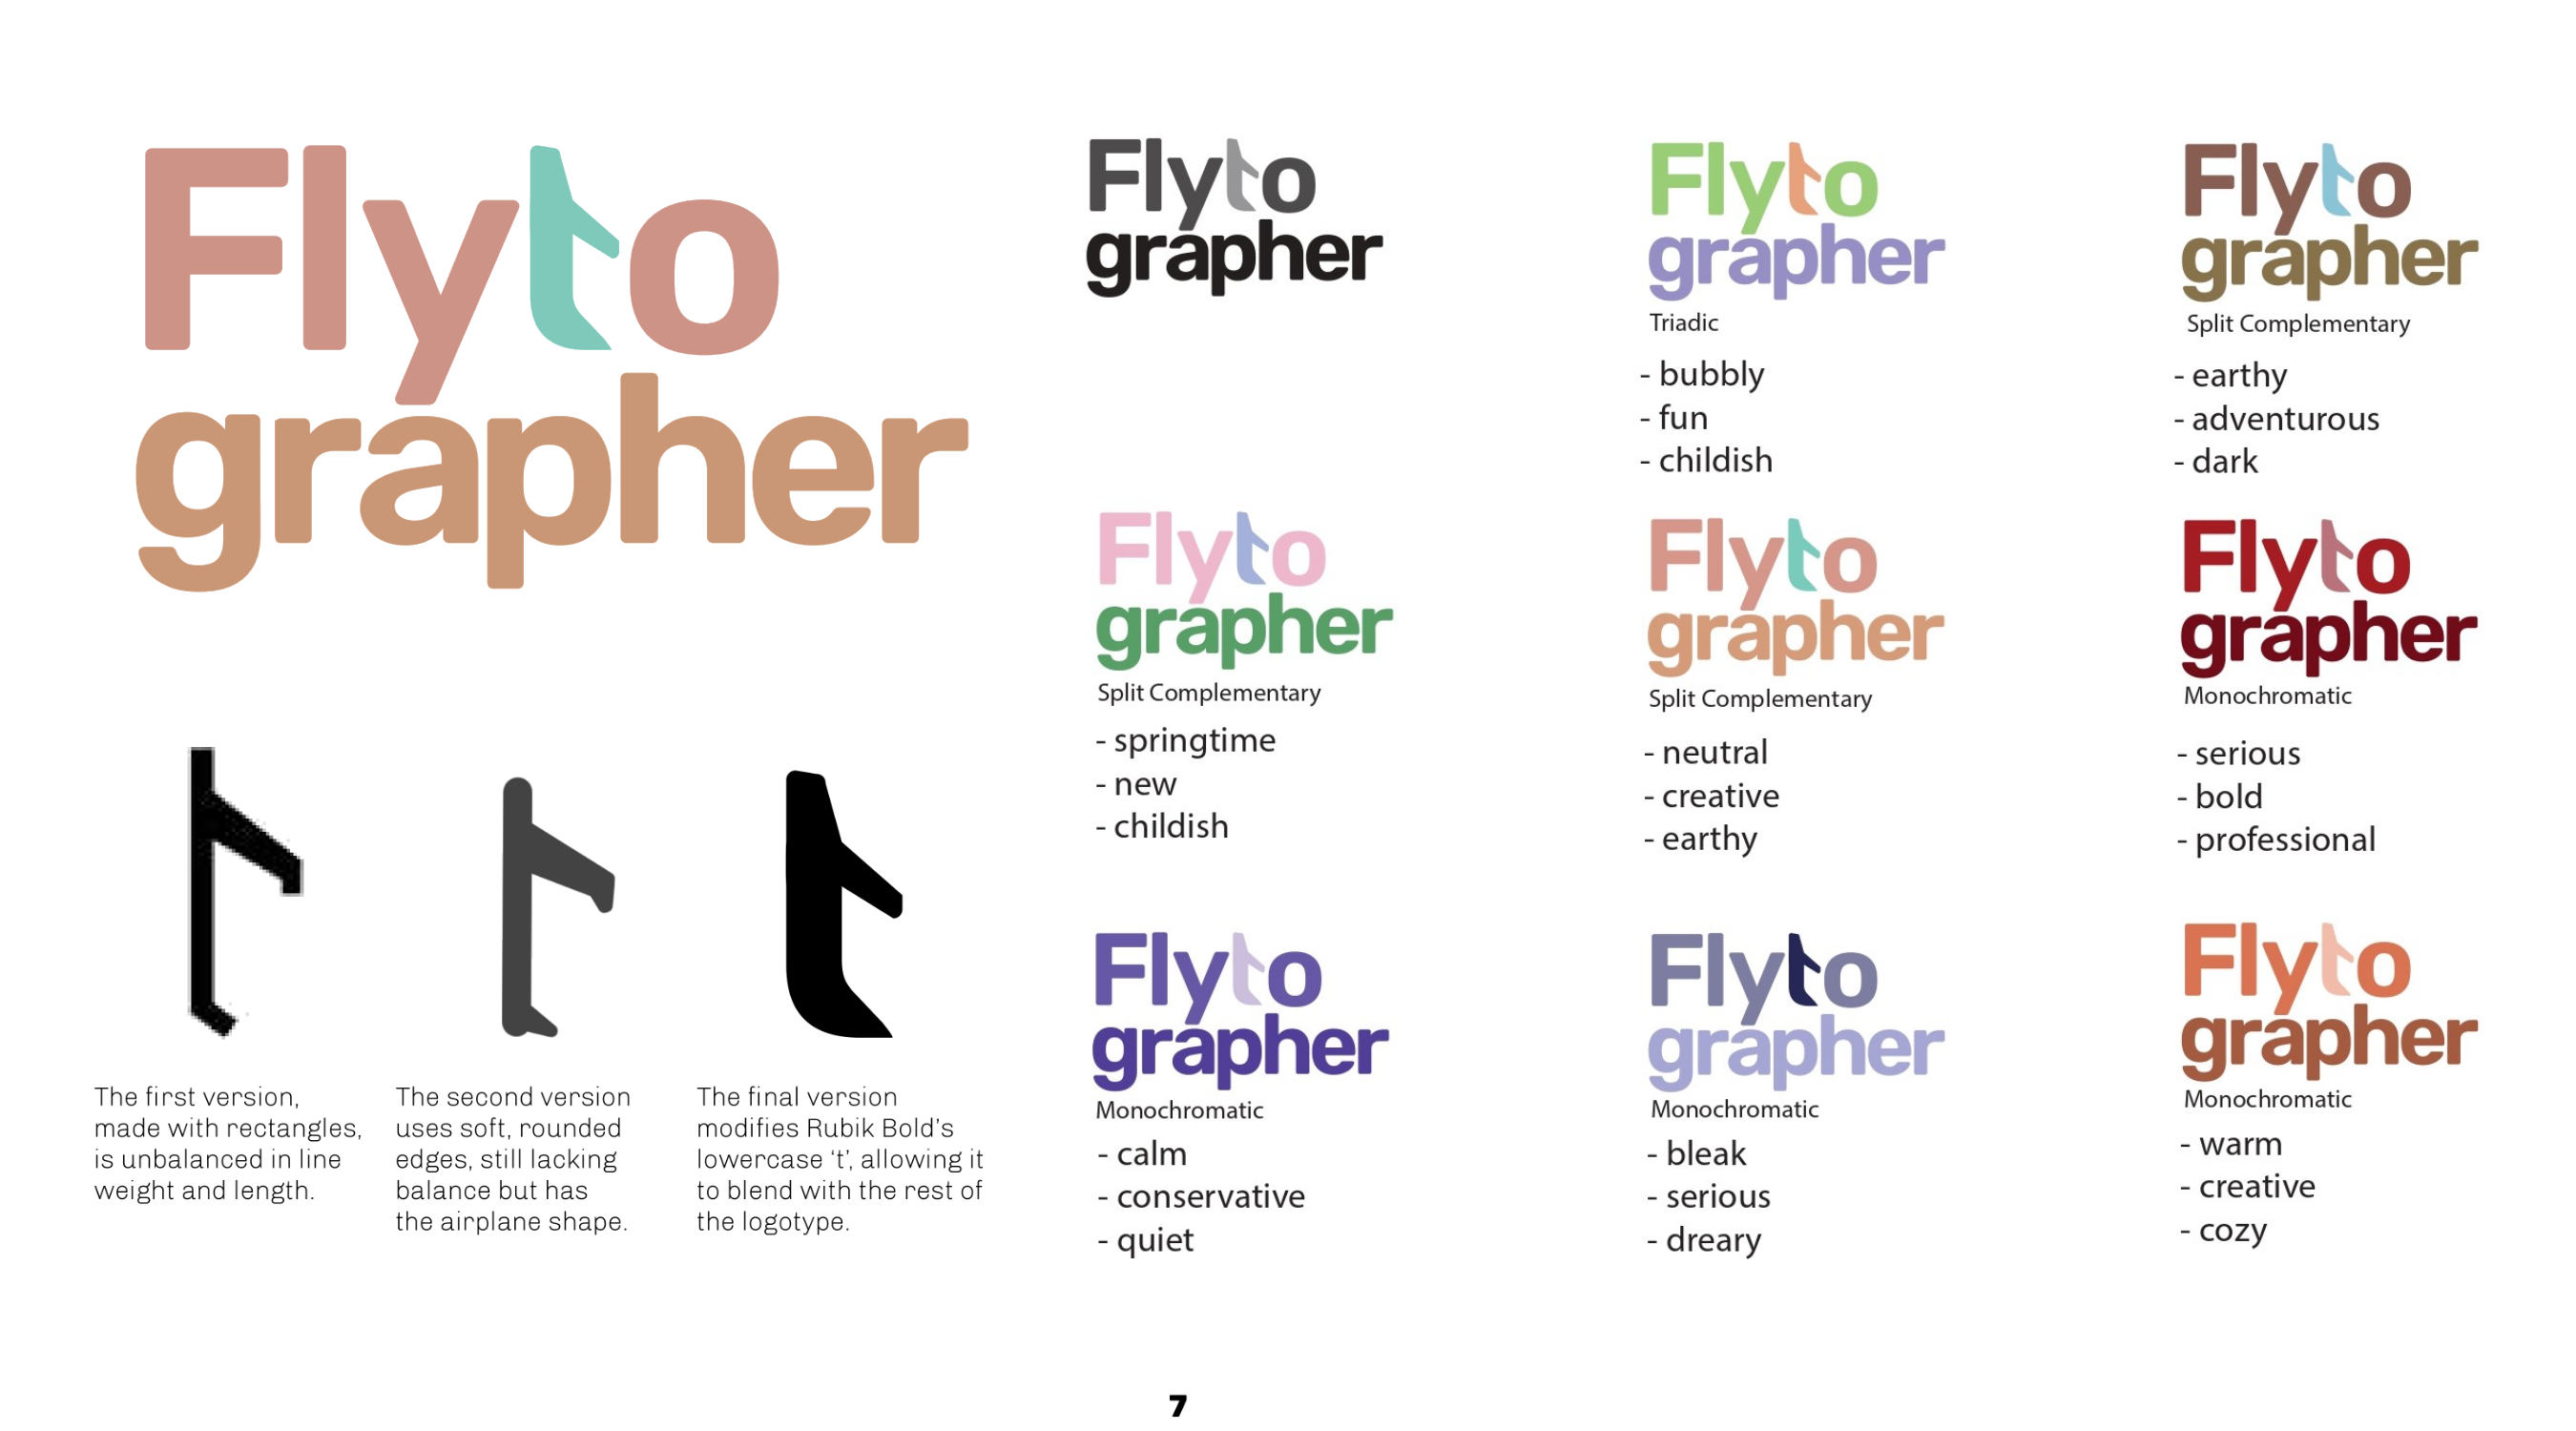 Flyto
grapher
The first version,
made with rectangles,
is unbalanced in line
weight and length.
The second version
uses soft, rounded
edges, still lacking
balance but has
the airplane shape.
The final version
modifies Rubik Bold’s
lowercase ‘t’, allowing it
to blend with the rest of
the logotype.
Flyto
grapher
Flyto
grapher
Triadic
- bubbly
- fun
- childish
Flyto
grapher
Split Complementary
- earthy
- adventurous
- dark
Flyto
grapher
Split Complementary
- springtime
- new
- childish
Flyto
grapher
Split Complementary
- neutral
- creative
- earthy
Flyto
grapher
Monochromatic
- serious
- bold
- professional
Flyto
grapher
Monochromatic
- calm
- conservative
- quiet
Flyto
grapher
Monochromatic
- bleak
- serious
- dreary
Flyto
grapher
Monochromatic
- warm
- creative
- cozy
7